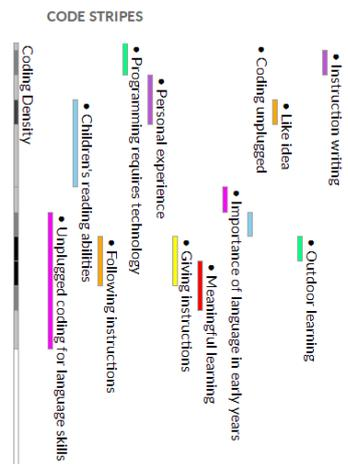 CODE STRIPES
Coding Density
• Unplugged coding for language skills
• Children's reading abilities
• Following instructions
• Programming requires technology
• Personal experience
• Giving instructions
• Meaningful learning
• Importance of language in early years
• Coding unplugged
• Like idea
• Outdoor learning
• Instruction writing